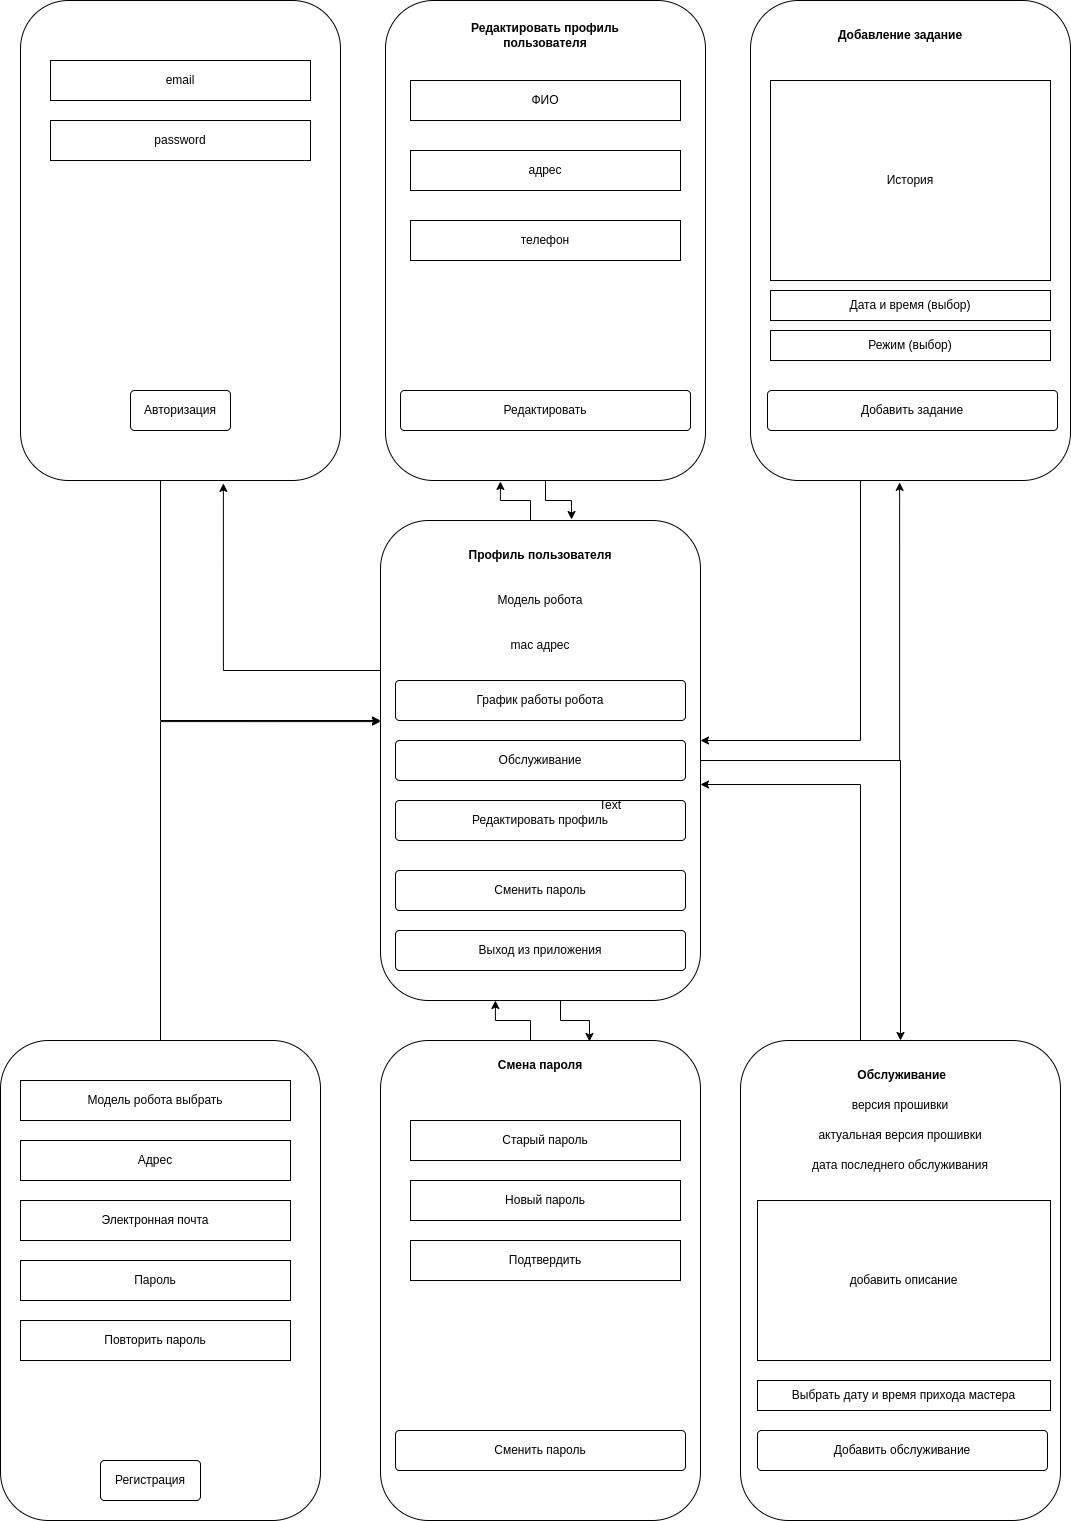 email
password
Авторизация
Редактировать профиль
пользователя
ФИО
адрес
телефон
Редактировать
Добавление задание
История
Дата и время (выбор)
Режим (выбор)
Добавить задание
Профиль пользователя
Модель робота
mac адрес
График работы робота
Обслуживание
Text
Редактировать профиль
Сменить пароль
Выход из приложения
Модель робота выбрать
Адрес
Электронная почта
Пароль
Повторить пароль
Регистрация
Смена пароля
Старый пароль
Новый пароль
Подтвердить
Сменить пароль
Обслуживание
версия прошивки
актуальная версия прошивки
дата последнего обслуживания
добавить описание
Выбрать дату и время прихода мастера
Добавить обслуживание